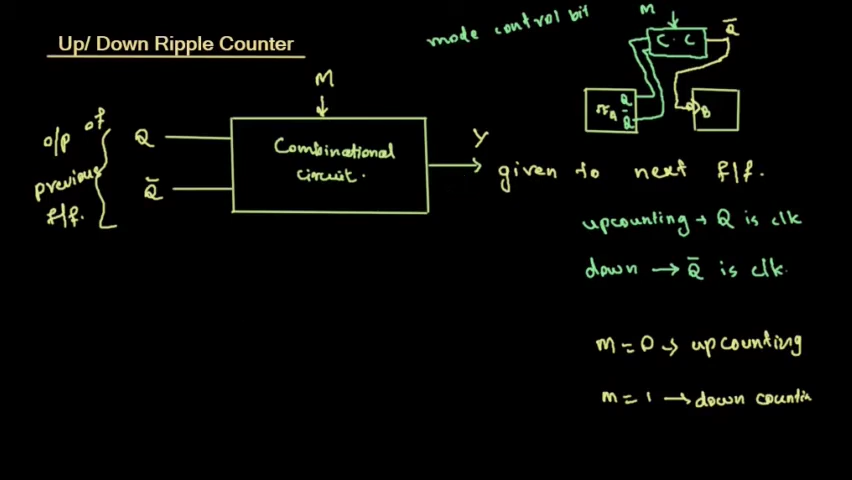 Up/ Down Ripple Counter
mode control bit
M
C.C
Q̄
M
o/p of
previous
f/f.
Q
Q̄
Combinational
circuit.
Y
Q
Q̄
B
given to next f/f.
upcounting → Q is clk
down → Q̄ is clk.
M = 0 → upcounting
M = 1 → down countin